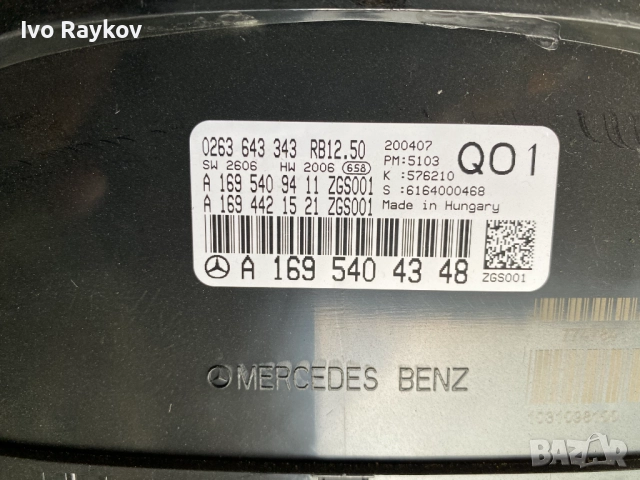 Ivo Raykov
0263 643 343 RB12.50
200407
SW 2606 HW 2006 658
PM:5103
Q01
A 169 540 94 11 ZGS001
K :576210
A 169 442 15 21 ZGS001
S :6164000468
Made in Hungary
A 169 540 43 48
ZGS001
MERCEDES BENZ
BAZAR